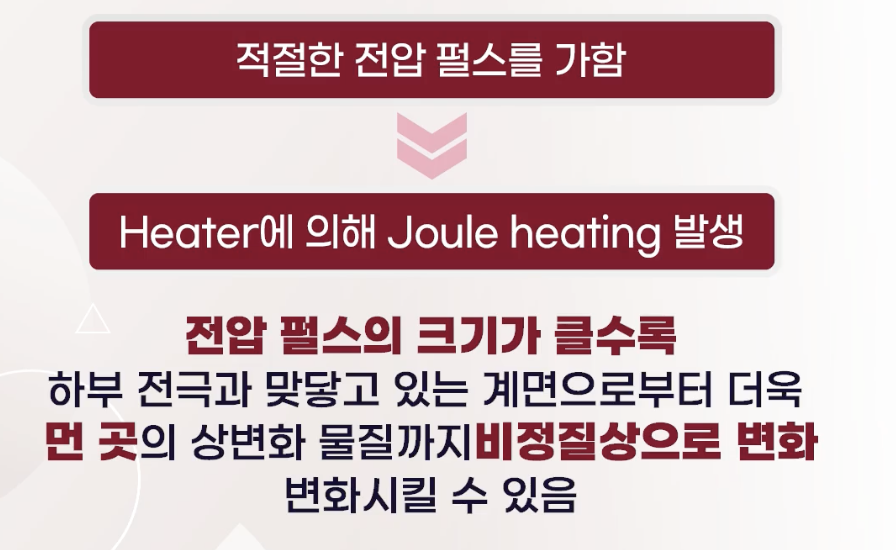 적절한 전압 펄스를 가함
Heater에 의해 Joule heating 발생
전압 펄스의 크기가 클수록
하부 전극과 맞닿고 있는 계면으로부터 더욱
먼 곳의 상변화 물질까지비정질상으로 변화
변화시킬 수 있음